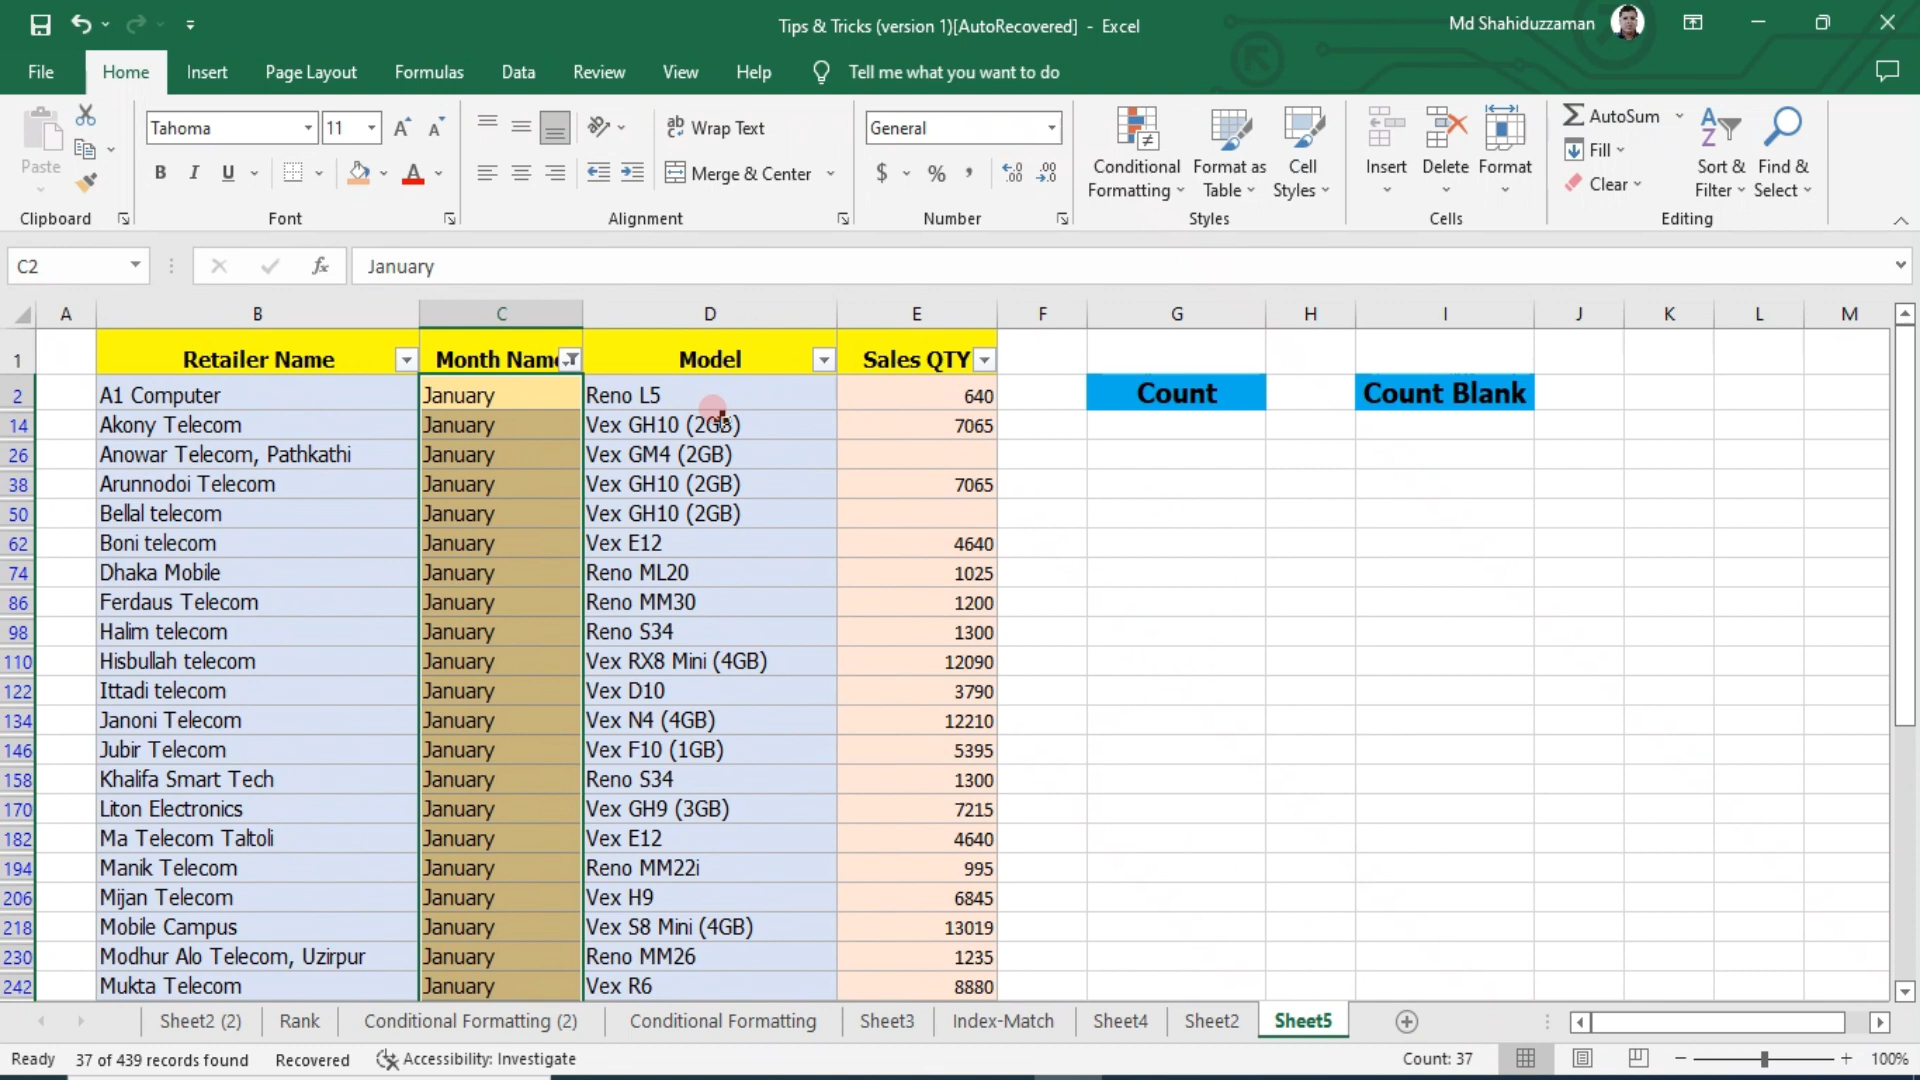 Tips & Tricks (version 1)[AutoRecovered] - Excel
Md Shahiduzzaman
File Home Insert Page Layout Formulas Data Review View Help Tell me what you want to do
Paste
Clipboard
Tahoma 11
B I U A
Font
Wrap Text
Merge & Center
Alignment
General
$ % ,
Number
Conditional Formatting
Format as Table
Cell Styles
Styles
Insert Delete Format
Cells
AutoSum
Fill
Clear
Sort & Filter
Find & Select
Editing
C2 fx January
A B C D E F G H I J K L M
1 Retailer Name Month Name Model Sales QTY
2 A1 Computer January Reno L5 640 Count Count Blank
14 Akony Telecom January Vex GH10 (2GB) 7065
26 Anowar Telecom, Pathkathi January Vex GM4 (2GB)
38 Arunnodoi Telecom January Vex GH10 (2GB) 7065
50 Bellal telecom January Vex GH10 (2GB)
62 Boni telecom January Vex E12 4640
74 Dhaka Mobile January Reno ML20 1025
86 Ferdaus Telecom January Reno MM30 1200
98 Halim telecom January Reno S34 1300
110 Hisbullah telecom January Vex RX8 Mini (4GB) 12090
122 Ittadi telecom January Vex D10 3790
134 Janoni Telecom January Vex N4 (4GB) 12210
146 Jubir Telecom January Vex F10 (1GB) 5395
158 Khalifa Smart Tech January Reno S34 1300
170 Liton Electronics January Vex GH9 (3GB) 7215
182 Ma Telecom Taltoli January Vex E12 4640
194 Manik Telecom January Reno MM22i 995
206 Mijan Telecom January Vex H9 6845
218 Mobile Campus January Vex S8 Mini (4GB) 13019
230 Modhur Alo Telecom, Uzirpur January Reno MM26 1235
242 Mukta Telecom January Vex R6 8880
Sheet2 (2) Rank Conditional Formatting (2) Conditional Formatting Sheet3 Index-Match Sheet4 Sheet2 Sheet5
Ready 37 of 439 records found Recovered Accessibility: Investigate Count: 37 100%